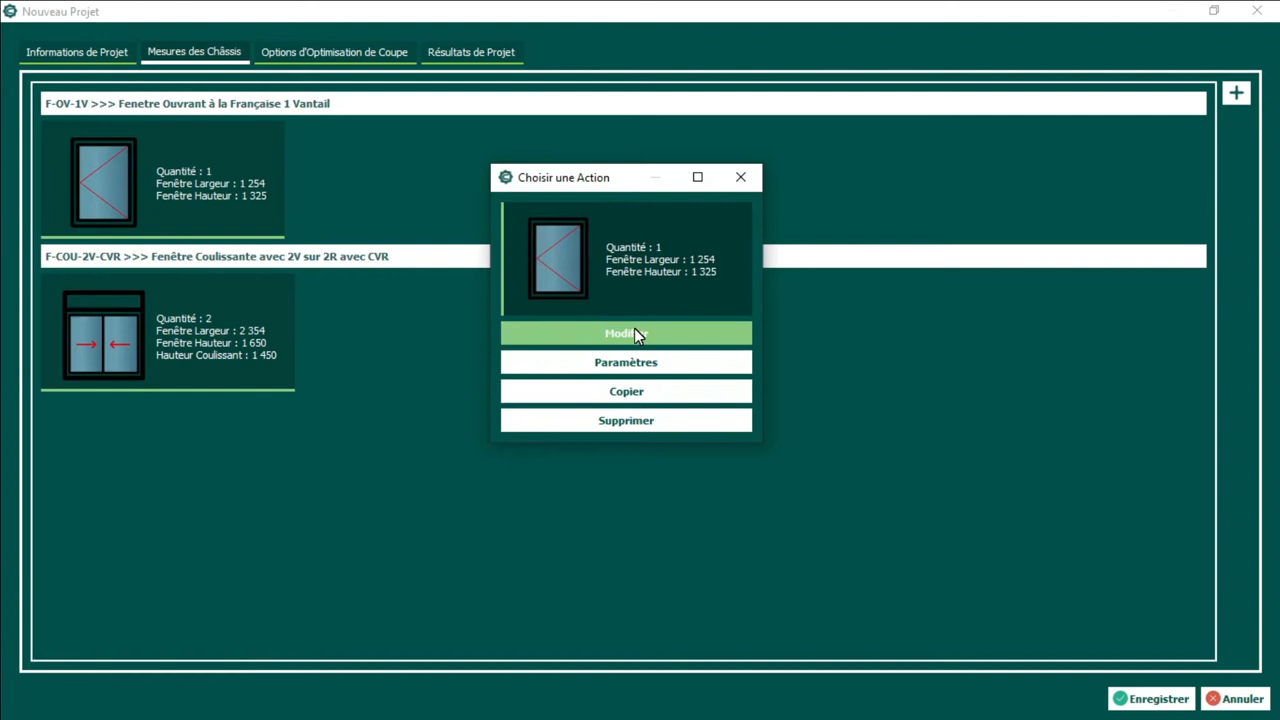 Nouveau Projet
Informations de Projet
Mesures des Châssis
Options d'Optimisation de Coupe
Résultats de Projet
F-OV-1V >>> Fenetre Ouvrant à la Française 1 Vantail
Quantité : 1
Fenêtre Largeur : 1 254
Fenêtre Hauteur : 1 325
F-COU-2V-CVR >>> Fenêtre Coulissante avec 2V sur 2R avec CVR
Quantité : 2
Fenêtre Largeur : 2 354
Fenêtre Hauteur : 1 650
Hauteur Coulissant : 1 450
Choisir une Action
Quantité : 1
Fenêtre Largeur : 1 254
Fenêtre Hauteur : 1 325
Modifier
Paramètres
Copier
Supprimer
Enregistrer
Annuler